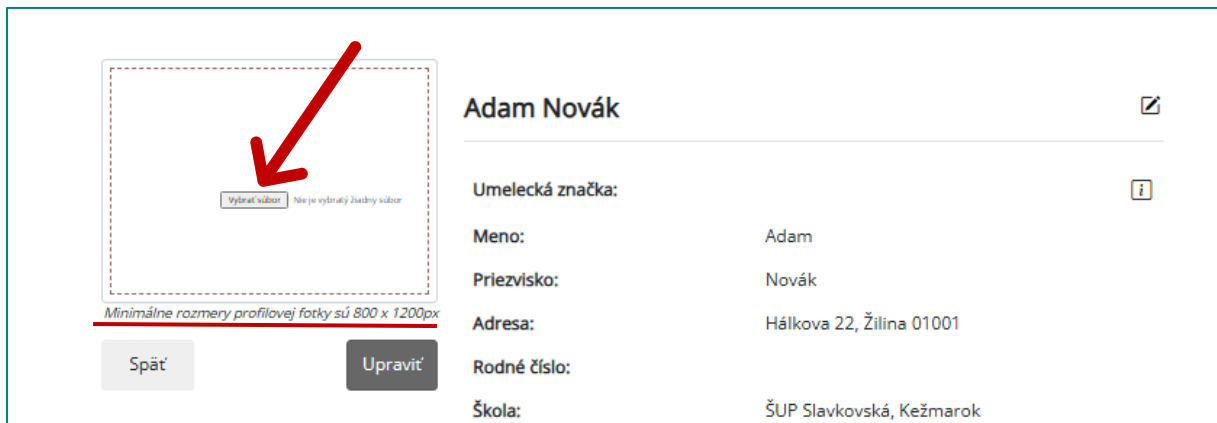 Vybrať súbor Nie je vybratý žiadny súbor
Minimálne rozmery profilovej fotky sú 800 x 1200px
Späť
Upraviť
Adam Novák
Umelecká značka:
Meno: Adam
Priezvisko: Novák
Adresa: Hálkova 22, Žilina 01001
Rodné číslo:
Škola: ŠUP Slavkovská, Kežmarok